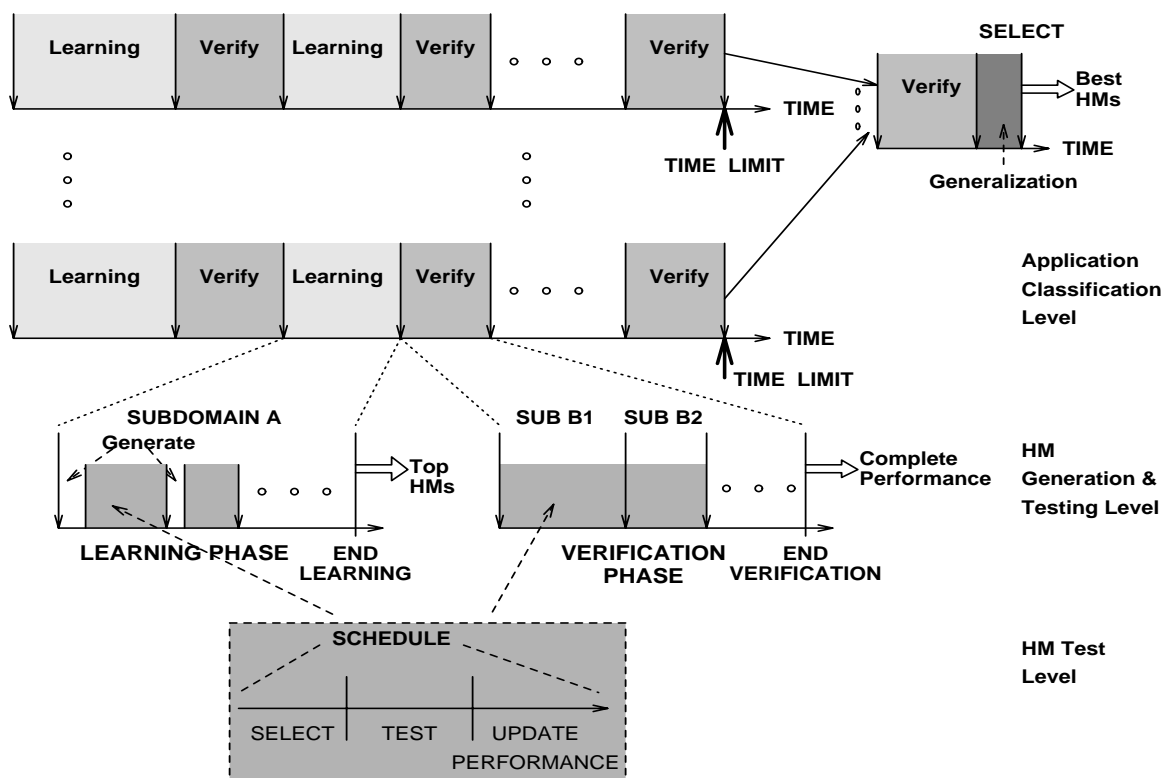 SELECT
Learning Verify Learning Verify Verify
Verify
Best
HMs
TIME
TIME
TIME LIMIT
Generalization
Learning Verify Learning Verify Verify
Application
Classification
Level
TIME
TIME LIMIT
SUBDOMAIN A
SUB B1 SUB B2
Generate
Top
HMs
Complete
Performance
HM
Generation &
Testing Level
LEARNING PHASE
END
LEARNING
VERIFICATION
PHASE
END
VERIFICATION
SCHEDULE
HM Test
Level
SELECT TEST UPDATE
PERFORMANCE